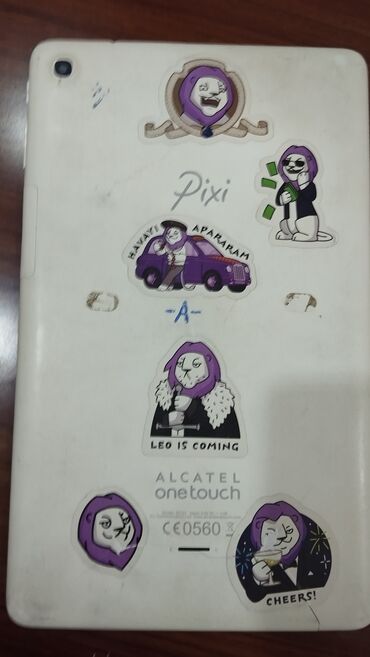 Pixi
HAVAYI APARARAM
-A-
LEO IS COMING
ALCATEL
onetouch
CE0560
CHEERS!